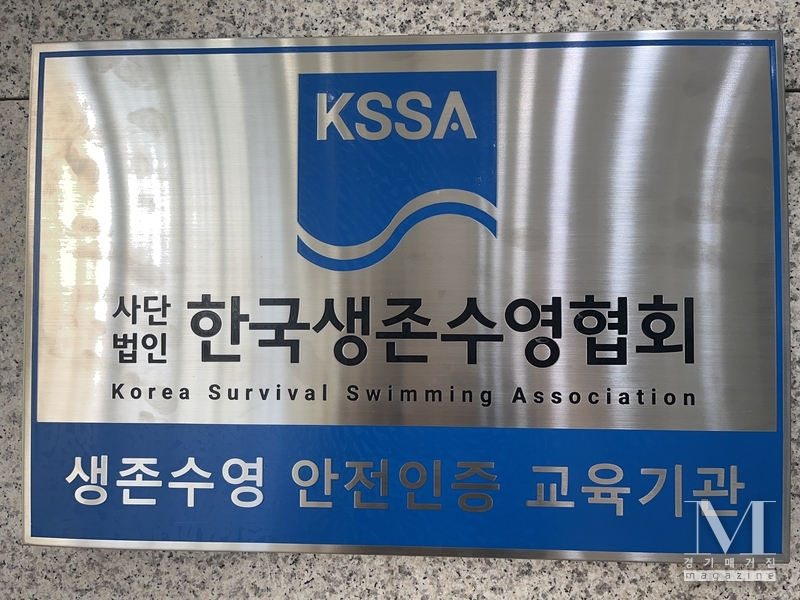 KSSA
사단법인 한국생존수영협회
Korea Survival Swimming Association
생존수영 안전인증 교육기관
M
경기매거진
magazine